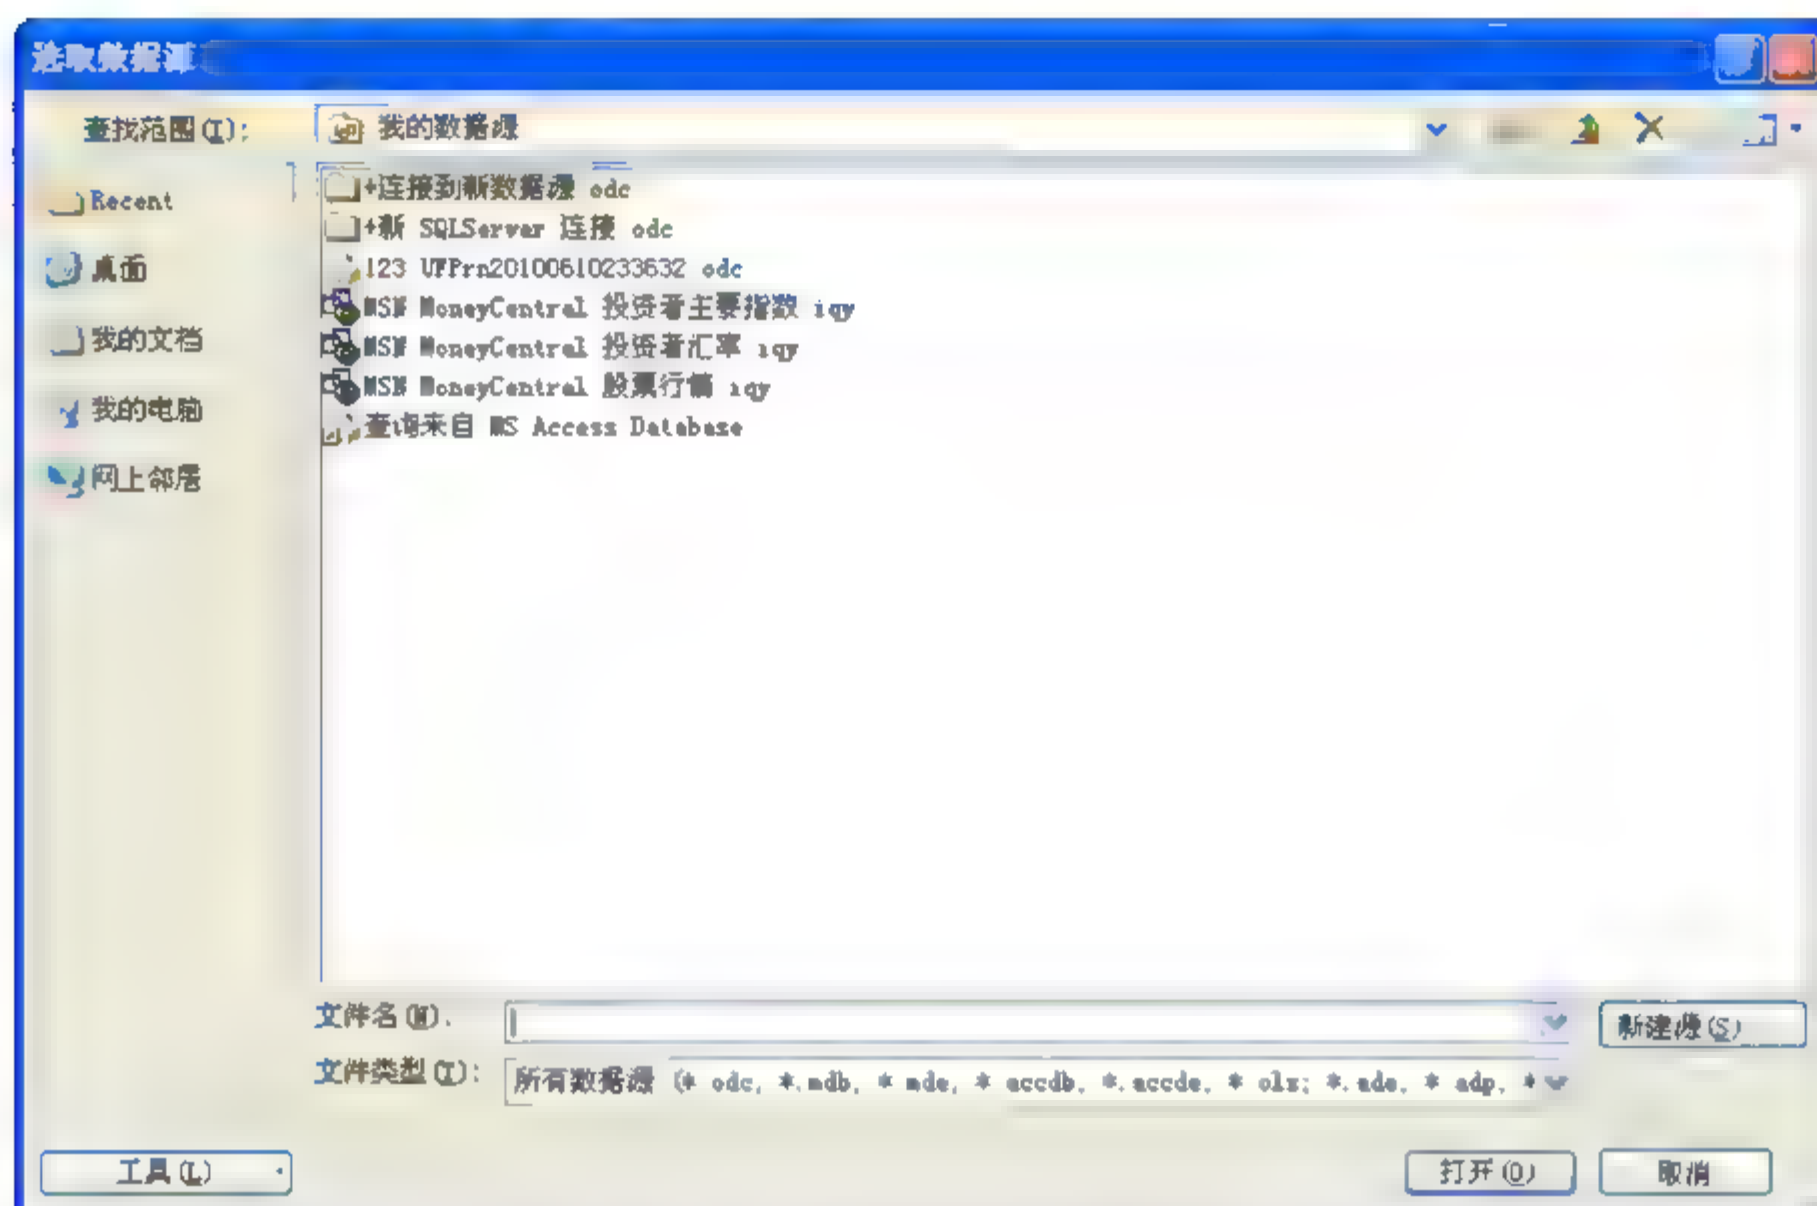 选取数据源
查找范围(I): 我的数据源
Recent
桌面
我的文档
我的电脑
网上邻居
+连接到新数据源 odc
+新 SQLServer 连接 odc
123 UFPrn20100610233632 odc
MSN MoneyCentral 投资者主要指数 iqy
MSN MoneyCentral 投资者汇率 iqy
MSN MoneyCentral 股票行情 iqy
查询来自 MS Access Database
文件名(N).
新建源(S)
文件类型(T): 所有数据源 (* odc, *.mdb, * mde, * accdb, *.accde, * ols; *.ade, * adp, *
工具(L)
打开(O)
取消